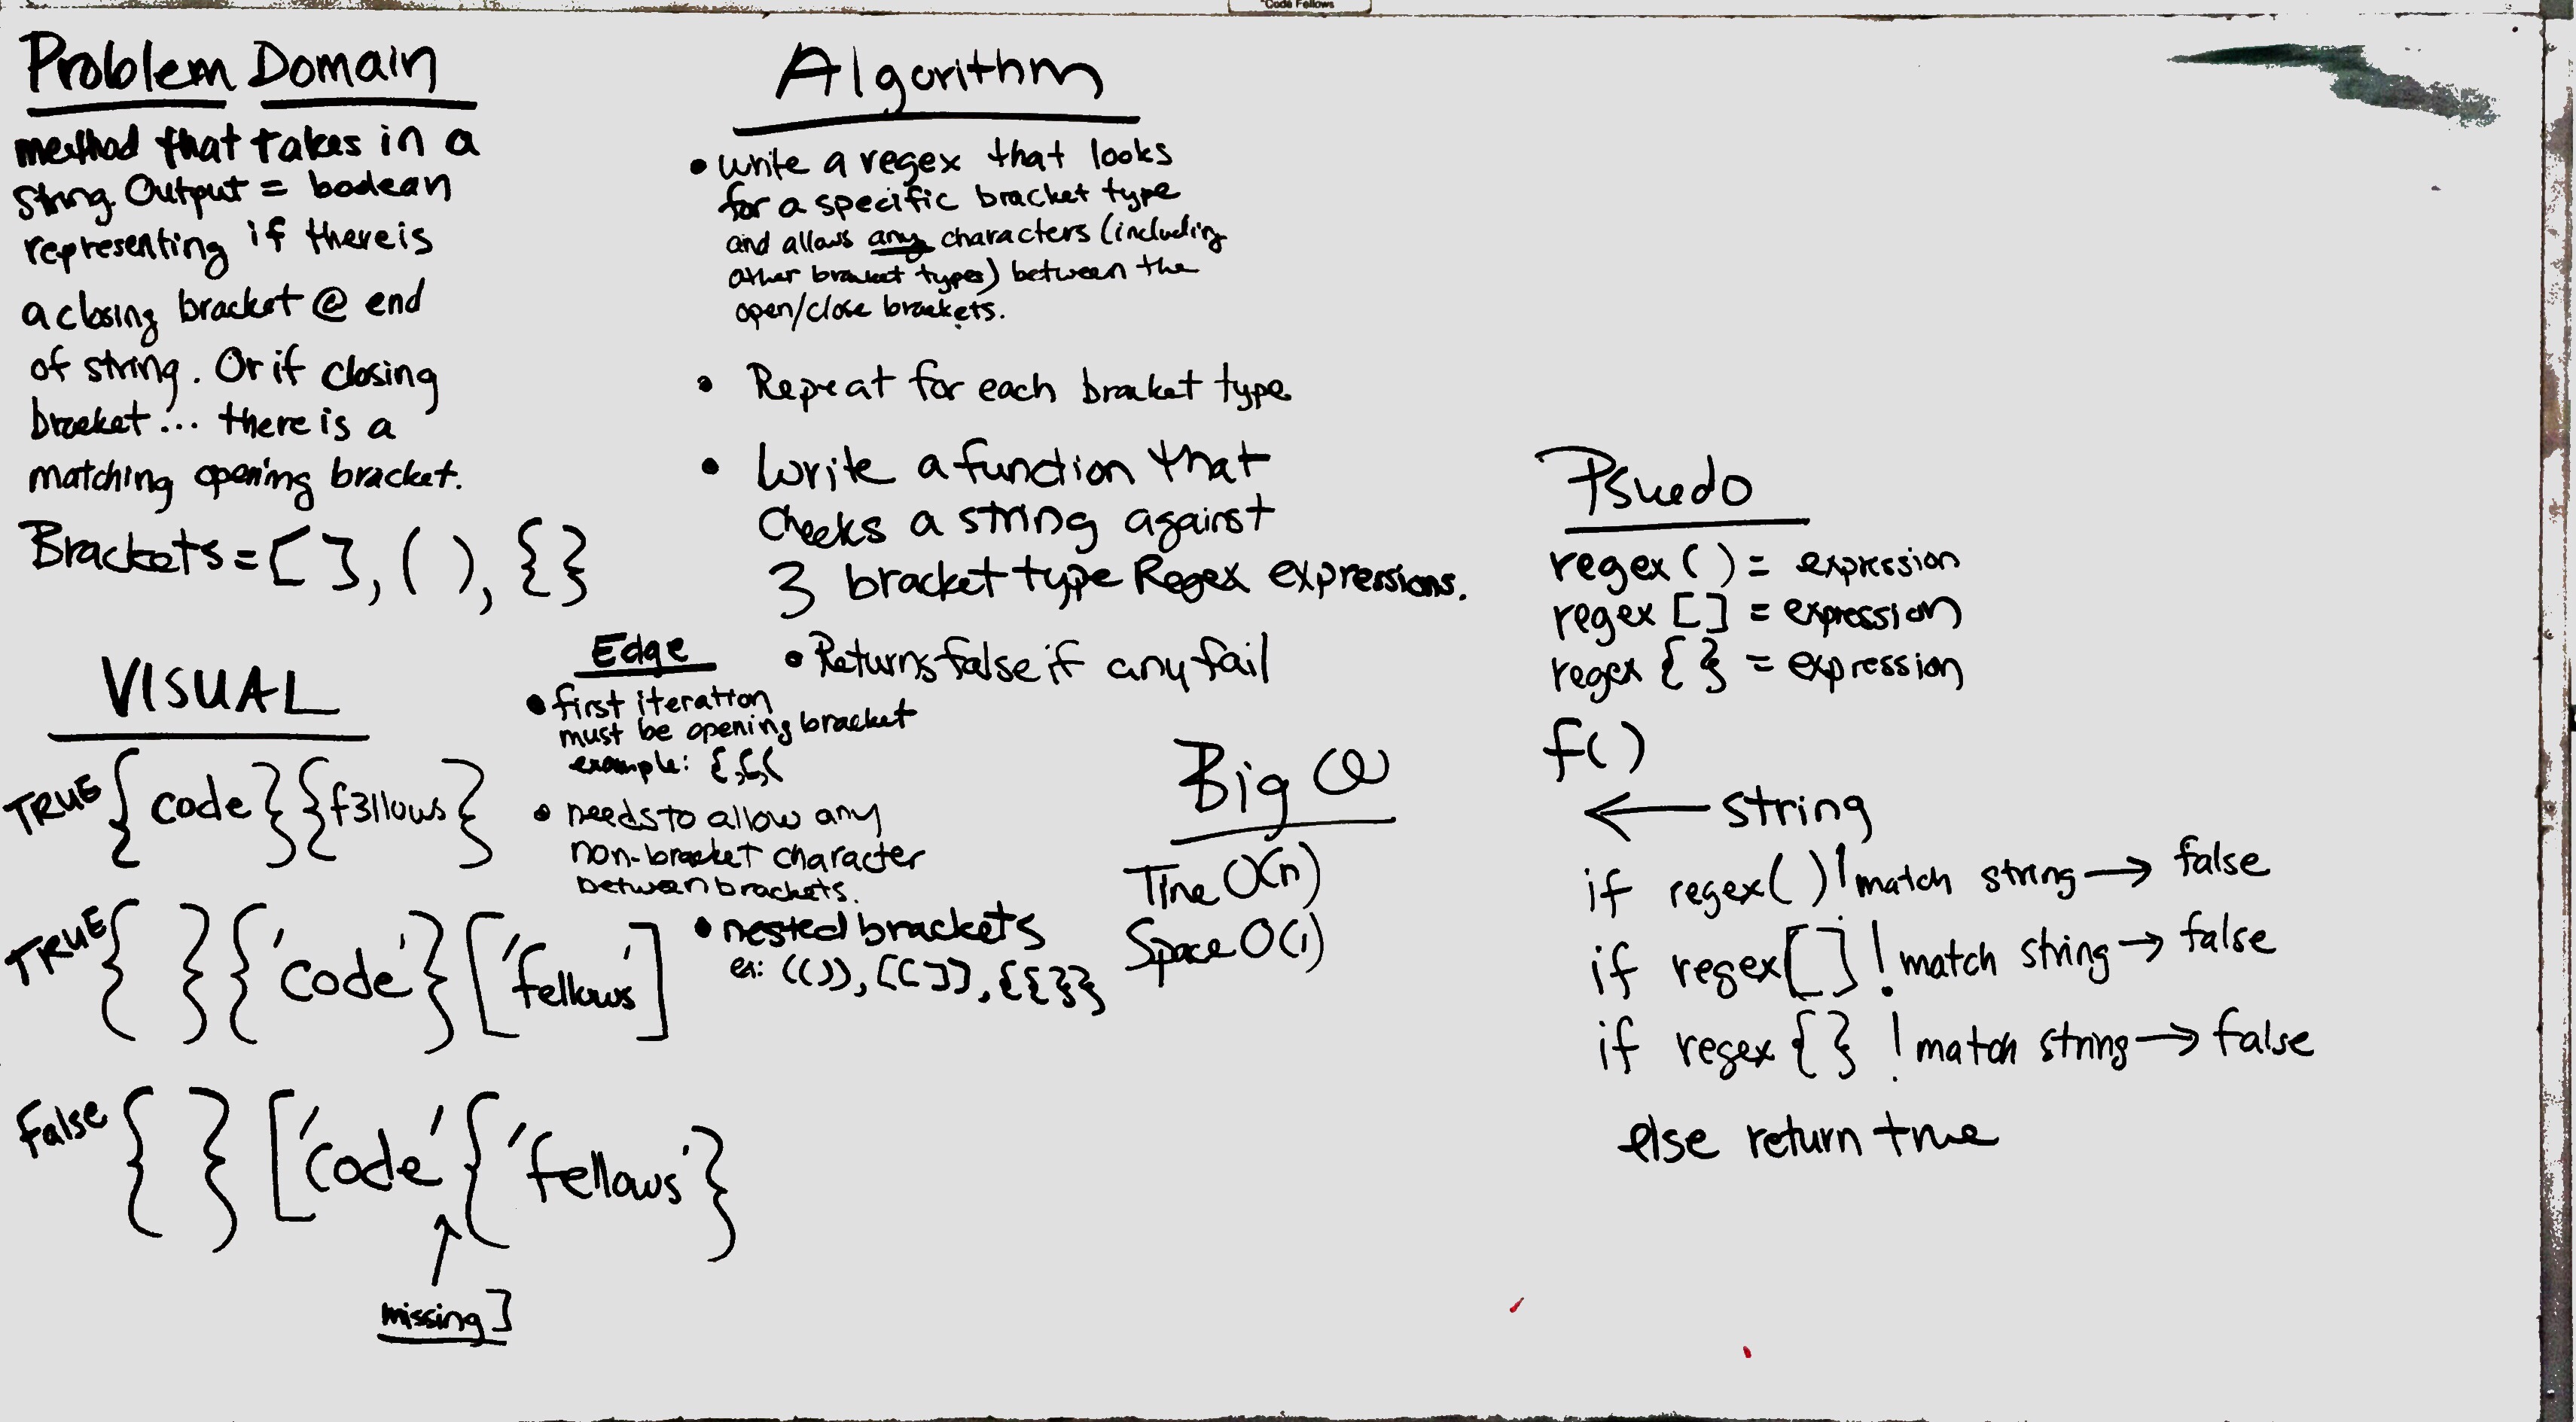 Code Fellows
Problem Domain
method that takes in a
string. Output = boolean
representing if there is
a closing bracket @ end
of string. Or if closing
bracket... there is a
matching opening bracket.
Brackets = [ ], ( ), { }
VISUAL
TRUE { code } { f3llows }
TRUE { } { 'code' } [ 'fellows' ]
False { } [ 'code' { 'fellows' }
missing ]
Edge
• first iteration
must be opening bracket
example: {,[,(
• needs to allow any
non-bracket character
between brackets.
• nested brackets
ex: (()), [[]], {{}}
Algorithm
• Write a regex that looks
for a specific bracket type
and allows any characters (including
other bracket types) between the
open/close brackets.
• Repeat for each bracket type
• Write a function that
checks a string against
3 bracket type Regex expressions.
• Returns false if any fail
Big O
Time O(n)
Space O(1)
Psuedo
regex ( ) = expression
regex [ ] = expression
regex { } = expression
f()
← string
if regex( ) ! match string → false
if regex[ ] ! match string → false
if regex { } ! match string → false
else return true